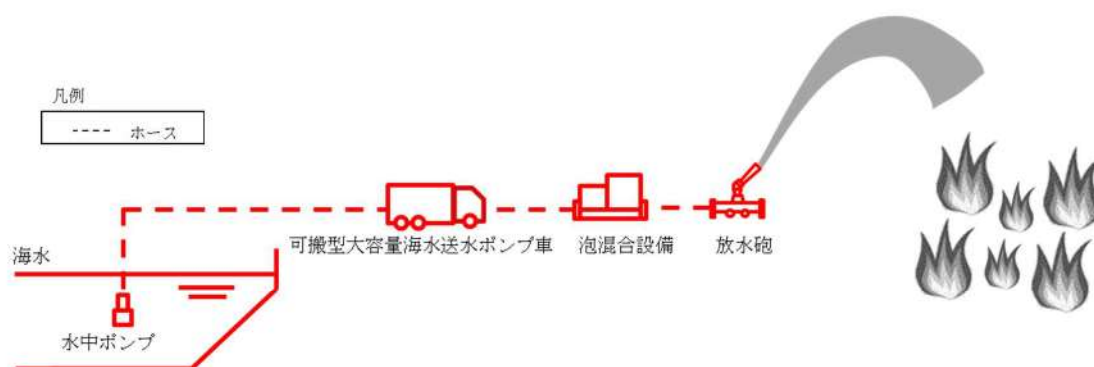 凡例
ホース
可搬型大容量海水送水ポンプ車
泡混合設備
放水砲
海水
水中ポンプ